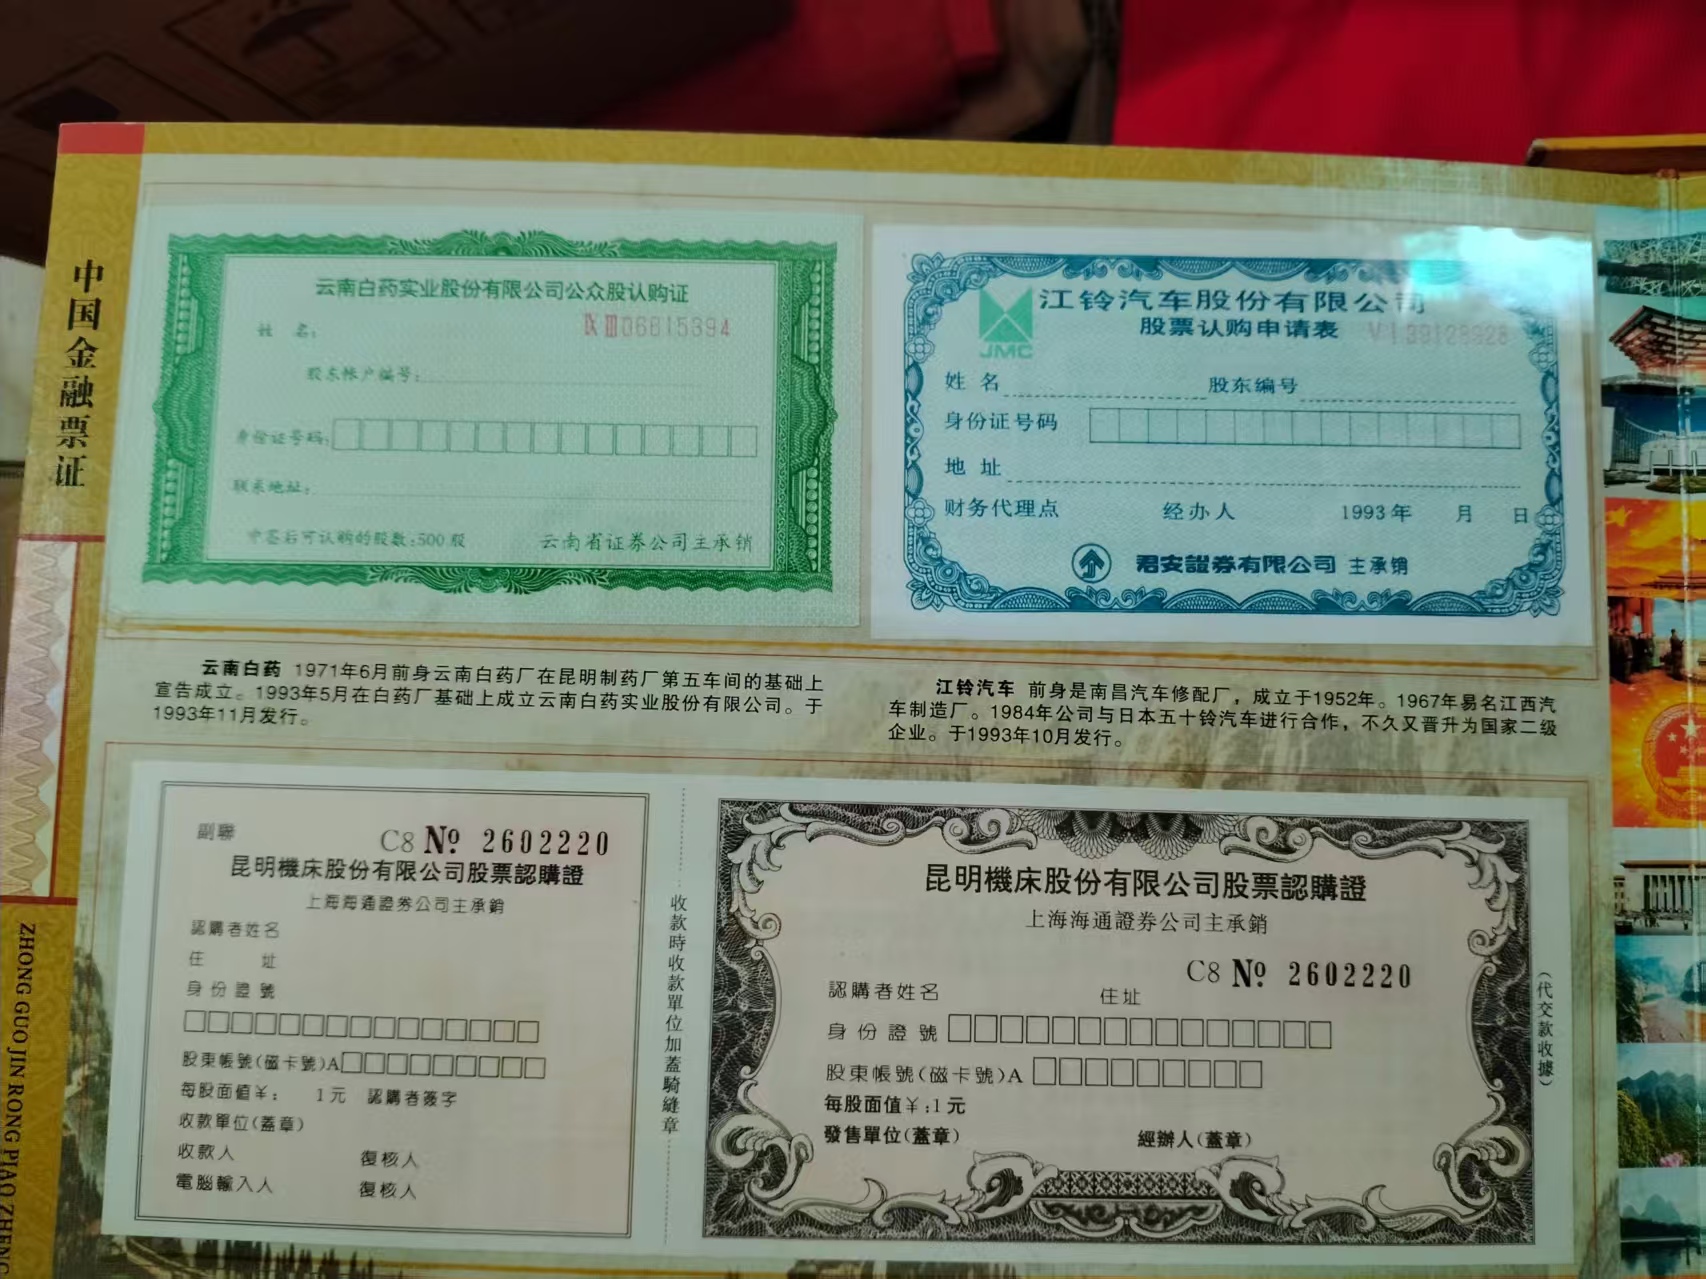 中国金融票证
ZHONG GUO JIN RONG PIAO ZHENG
云南白药实业股份有限公司公众股认购证
姓 名:
ⅨⅢ06615394
股东帐户编号:
身份证号码:
联系地址:
中签后可认购的股数:500股 云南省证券公司主承销
JMC
江铃汽车股份有限公司
股票认购申请表 VI39128928
姓 名 股东编号
身份证号码
地 址
财务代理点 经办人 1993年 月 日
君安證券有限公司 主承销
云南白药 1971年6月前身云南白药厂在昆明制药厂第五车间的基础上
宣告成立。1993年5月在白药厂基础上成立云南白药实业股份有限公司。于
1993年11月发行。
江铃汽车 前身是南昌汽车修配厂，成立于1952年。1967年易名江西汽
车制造厂。1984年公司与日本五十铃汽车进行合作，不久又晋升为国家二级
企业。于1993年10月发行。
副聯 C8 № 2602220
昆明機床股份有限公司股票認購證
上海海通證券公司主承銷
認購者姓名
住 址
身份證號
股東帳號(磁卡號)A
每股面值￥: 1元 認購者簽字
收款單位(蓋章)
收款人 復核人
電腦輸入人 復核人
收款時收款單位加蓋騎縫章
昆明機床股份有限公司股票認購證
上海海通證券公司主承銷
C8 № 2602220
認購者姓名 住址
身份證號
股東帳號(磁卡號)A
每股面值￥:1元
發售單位(蓋章) 經辦人(蓋章)
(代交款收據)